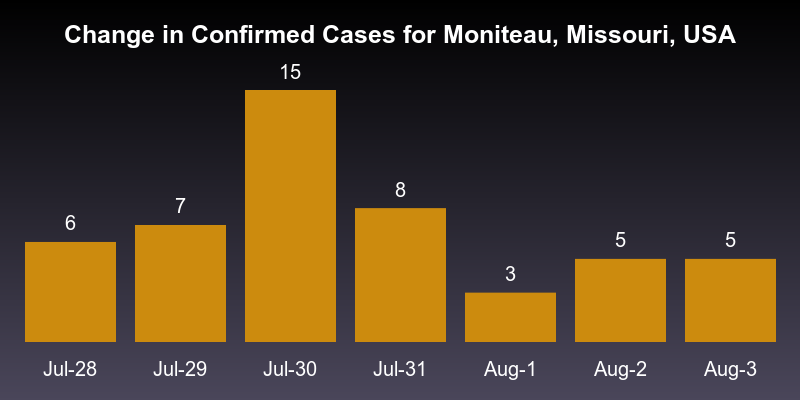 Change in Confirmed Cases for Moniteau, Missouri, USA
6 7 15 8 3 5 5
Jul-28 Jul-29 Jul-30 Jul-31 Aug-1 Aug-2 Aug-3